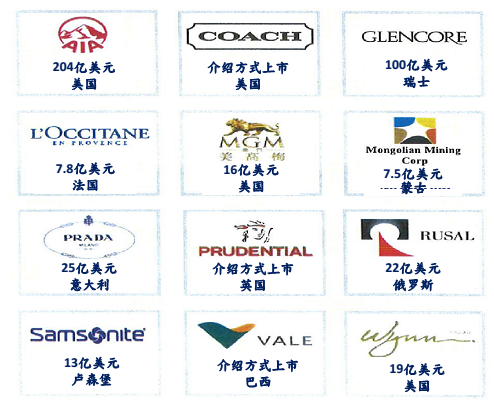 AIA
204亿美元
美国
COACH
介绍方式上市
美国
GLENCORE
100亿美元
瑞士
L'OCCITANE
EN PROVENCE
7.8亿美元
法国
MGM
美高梅
16亿美元
美国
Mongolian Mining
Corp
7.5亿美元
蒙古
PRADA
MILANO
25亿美元
意大利
PRUDENTIAL
介绍方式上市
英国
RUSAL
22亿美元
俄罗斯
Samsonite
13亿美元
卢森堡
VALE
介绍方式上市
巴西
Wynn
19亿美元
美国